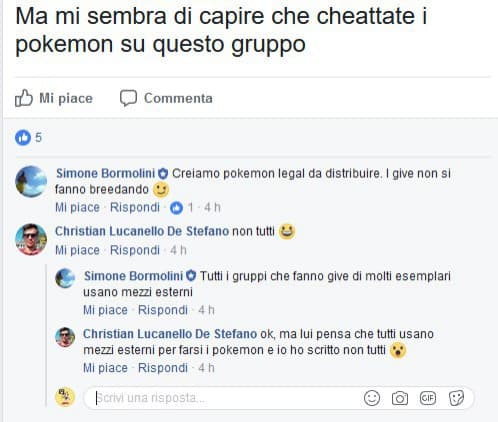 Ma mi sembra di capire che cheattate i
pokemon su questo gruppo
Mi piace Commenta
5
Simone Bormolini Creiamo pokemon legal da distribuire. I give non si
fanno breedando
Mi piace · Rispondi · 1 · 4 h
Christian Lucanello De Stefano non tutti
Mi piace · Rispondi · 4 h
Simone Bormolini Tutti i gruppi che fanno give di molti esemplari
usano mezzi esterni
Mi piace · Rispondi · 4 h
Christian Lucanello De Stefano ok, ma lui pensa che tutti usano
mezzi esterni per farsi i pokemon e io ho scritto non tutti
Mi piace · Rispondi · 4 h
Scrivi una risposta...
GIF